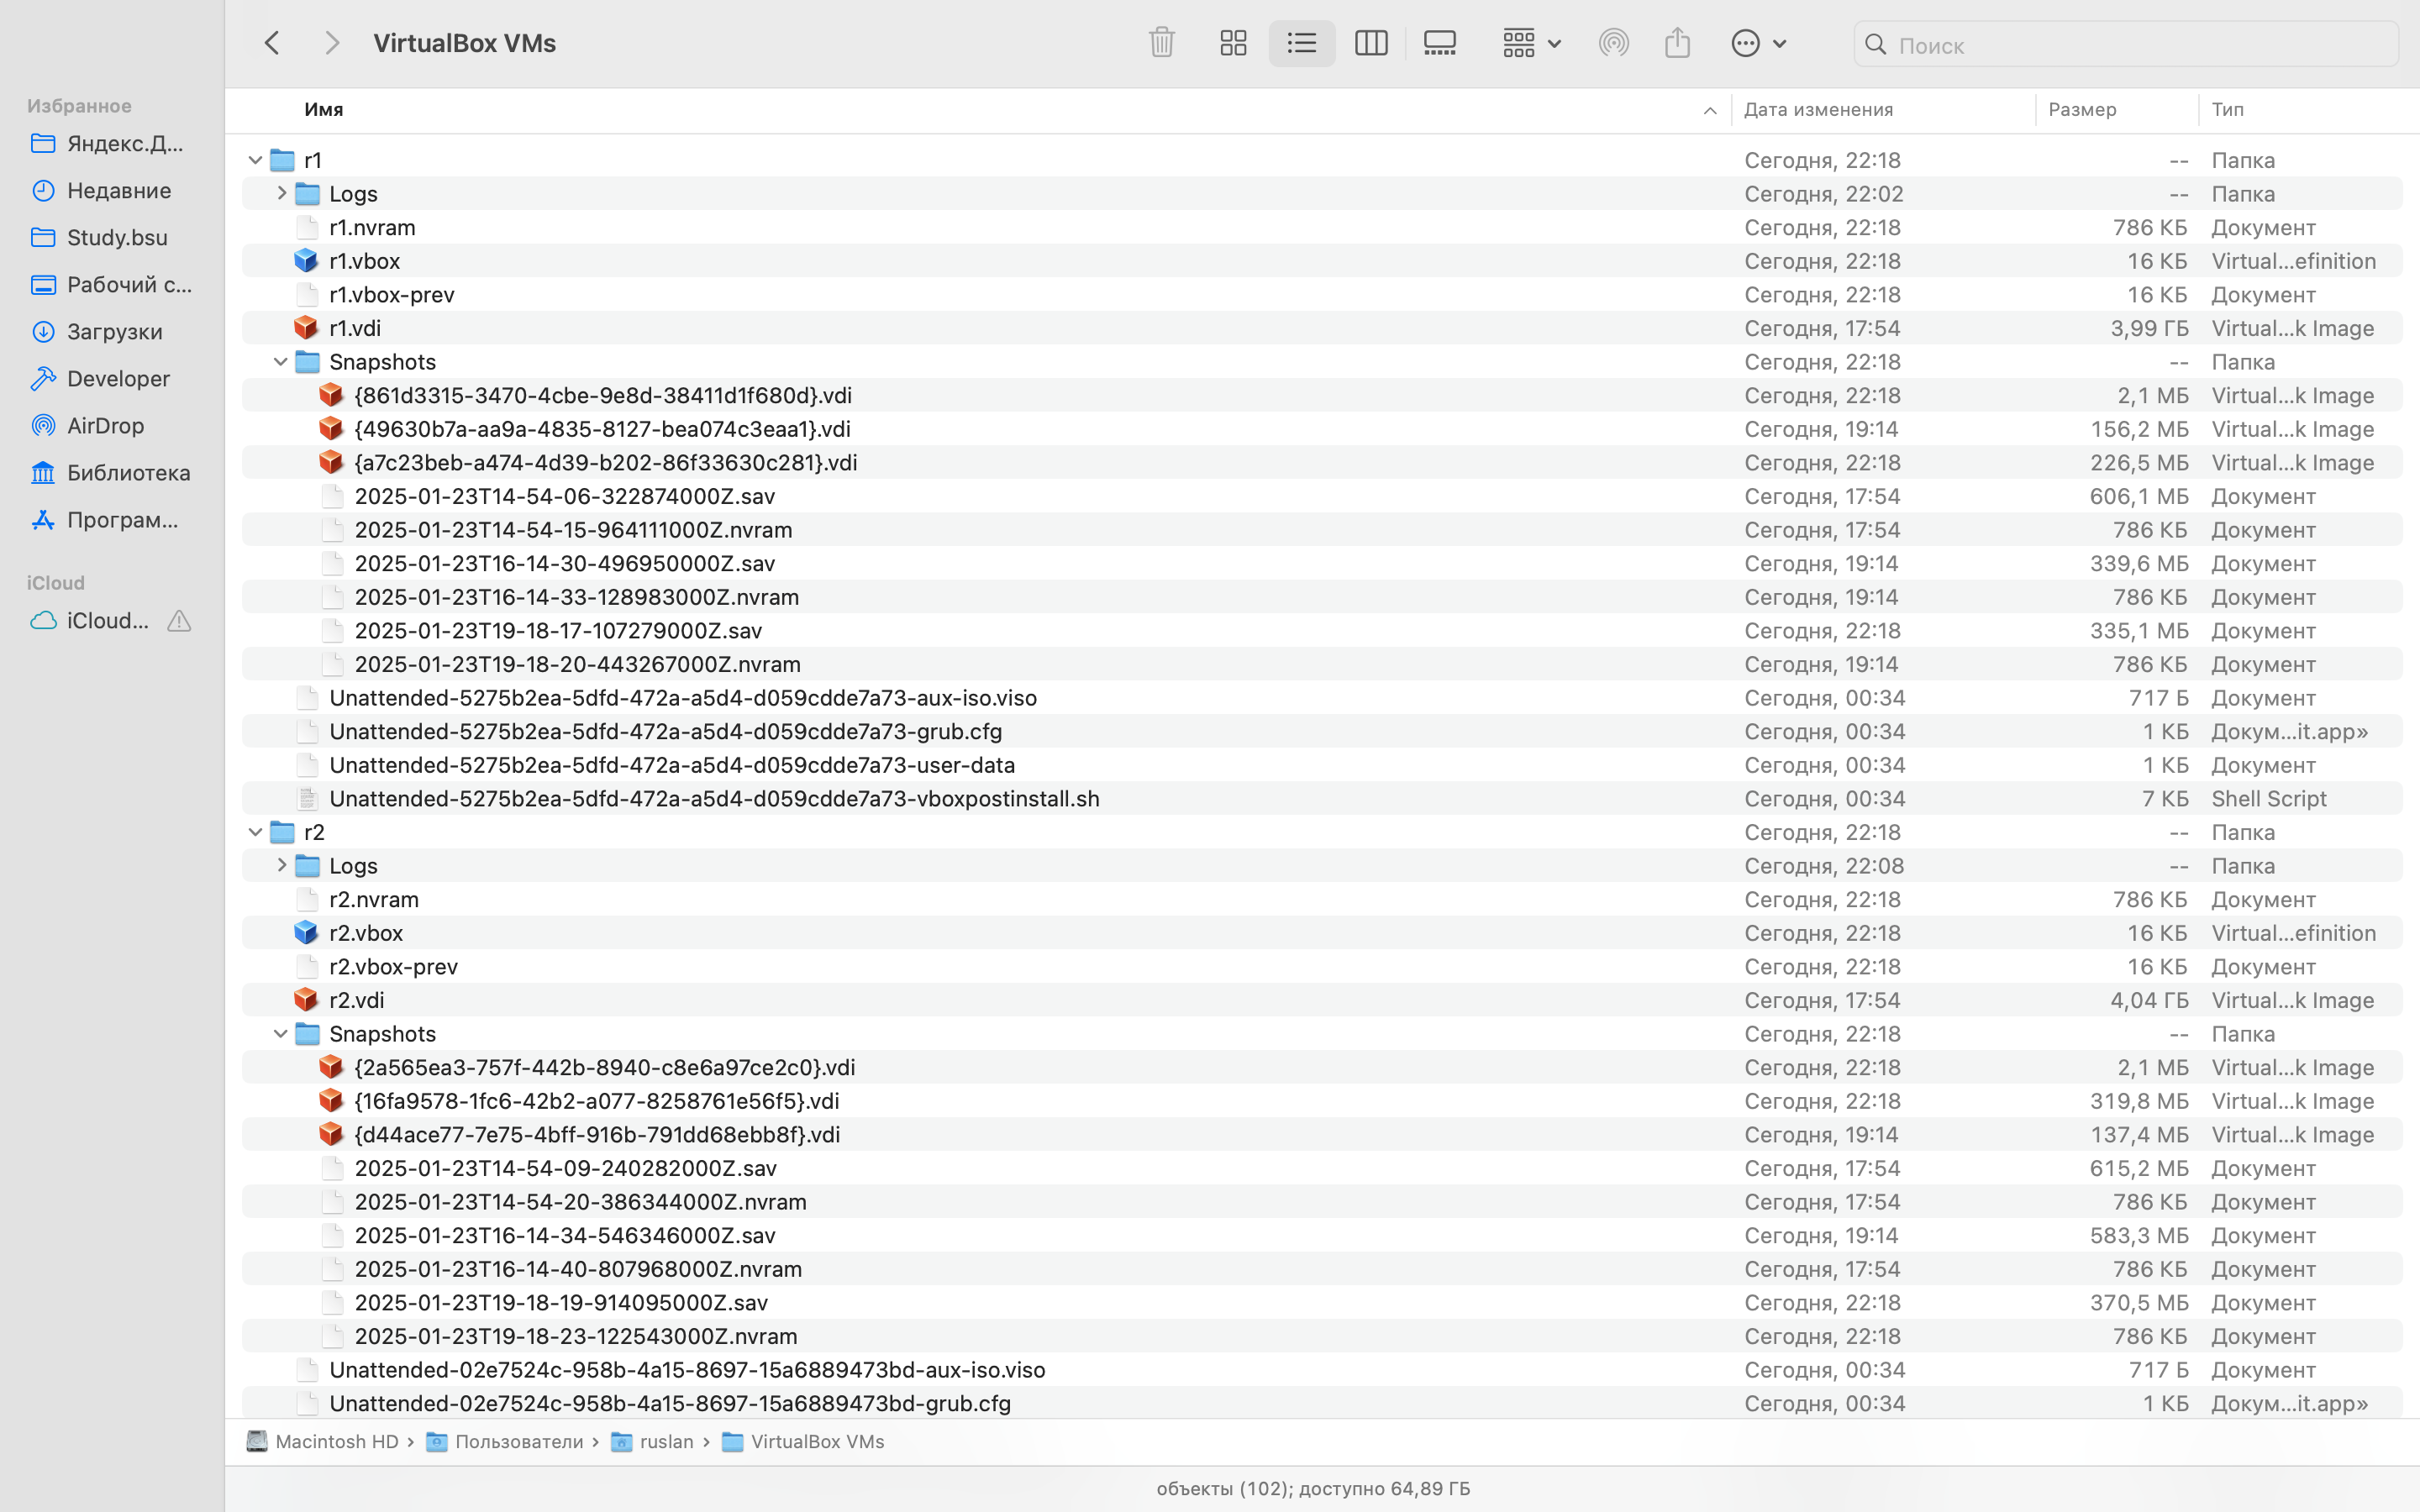 VirtualBox VMs
Поиск
Избранное
Яндекс.Д...
Недавние
Study.bsu
Рабочий с...
Загрузки
Developer
AirDrop
Библиотека
Програм...
iCloud
iCloud...
Имя Дата изменения Размер Тип
r1 Сегодня, 22:18 -- Папка
Logs Сегодня, 22:02 -- Папка
r1.nvram Сегодня, 22:18 786 КБ Документ
r1.vbox Сегодня, 22:18 16 КБ Virtual...efinition
r1.vbox-prev Сегодня, 22:18 16 КБ Документ
r1.vdi Сегодня, 17:54 3,99 ГБ Virtual...k Image
Snapshots Сегодня, 22:18 -- Папка
{861d3315-3470-4cbe-9e8d-38411d1f680d}.vdi Сегодня, 22:18 2,1 МБ Virtual...k Image
{49630b7a-aa9a-4835-8127-bea074c3eaa1}.vdi Сегодня, 19:14 156,2 МБ Virtual...k Image
{a7c23beb-a474-4d39-b202-86f33630c281}.vdi Сегодня, 22:18 226,5 МБ Virtual...k Image
2025-01-23T14-54-06-322874000Z.sav Сегодня, 17:54 606,1 МБ Документ
2025-01-23T14-54-15-964111000Z.nvram Сегодня, 17:54 786 КБ Документ
2025-01-23T16-14-30-496950000Z.sav Сегодня, 19:14 339,6 МБ Документ
2025-01-23T16-14-33-128983000Z.nvram Сегодня, 19:14 786 КБ Документ
2025-01-23T19-18-17-107279000Z.sav Сегодня, 22:18 335,1 МБ Документ
2025-01-23T19-18-20-443267000Z.nvram Сегодня, 19:14 786 КБ Документ
Unattended-5275b2ea-5dfd-472a-a5d4-d059cdde7a73-aux-iso.viso Сегодня, 00:34 717 Б Документ
Unattended-5275b2ea-5dfd-472a-a5d4-d059cdde7a73-grub.cfg Сегодня, 00:34 1 КБ Докум...it.app»
Unattended-5275b2ea-5dfd-472a-a5d4-d059cdde7a73-user-data Сегодня, 00:34 1 КБ Документ
Unattended-5275b2ea-5dfd-472a-a5d4-d059cdde7a73-vboxpostinstall.sh Сегодня, 00:34 7 КБ Shell Script
r2 Сегодня, 22:18 -- Папка
Logs Сегодня, 22:08 -- Папка
r2.nvram Сегодня, 22:18 786 КБ Документ
r2.vbox Сегодня, 22:18 16 КБ Virtual...efinition
r2.vbox-prev Сегодня, 22:18 16 КБ Документ
r2.vdi Сегодня, 17:54 4,04 ГБ Virtual...k Image
Snapshots Сегодня, 22:18 -- Папка
{2a565ea3-757f-442b-8940-c8e6a97ce2c0}.vdi Сегодня, 22:18 2,1 МБ Virtual...k Image
{16fa9578-1fc6-42b2-a077-8258761e56f5}.vdi Сегодня, 22:18 319,8 МБ Virtual...k Image
{d44ace77-7e75-4bff-916b-791dd68ebb8f}.vdi Сегодня, 19:14 137,4 МБ Virtual...k Image
2025-01-23T14-54-09-240282000Z.sav Сегодня, 17:54 615,2 МБ Документ
2025-01-23T14-54-20-386344000Z.nvram Сегодня, 17:54 786 КБ Документ
2025-01-23T16-14-34-546346000Z.sav Сегодня, 19:14 583,3 МБ Документ
2025-01-23T16-14-40-807968000Z.nvram Сегодня, 17:54 786 КБ Документ
2025-01-23T19-18-19-914095000Z.sav Сегодня, 22:18 370,5 МБ Документ
2025-01-23T19-18-23-122543000Z.nvram Сегодня, 22:18 786 КБ Документ
Unattended-02e7524c-958b-4a15-8697-15a6889473bd-aux-iso.viso Сегодня, 00:34 717 Б Документ
Unattended-02e7524c-958b-4a15-8697-15a6889473bd-grub.cfg Сегодня, 00:34 1 КБ Докум...it.app»
Macintosh HD › Пользователи › ruslan › VirtualBox VMs
объекты (102); доступно 64,89 ГБ